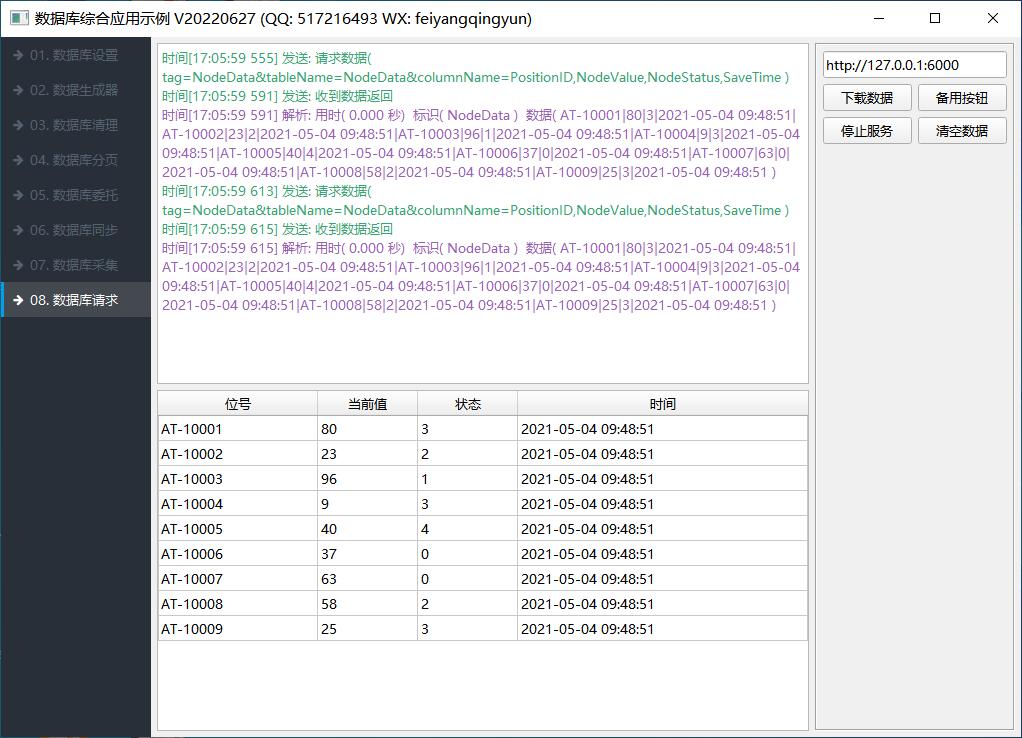 数据库综合应用示例 V20220627 (QQ: 517216493 WX: feiyangqingyun)
01. 数据库设置
02. 数据生成器
03. 数据库清理
04. 数据库分页
05. 数据库委托
06. 数据库同步
07. 数据库采集
08. 数据库请求
时间[17:05:59 555] 发送: 请求数据(
tag=NodeData&tableName=NodeData&columnName=PositionID,NodeValue,NodeStatus,SaveTime )
时间[17:05:59 591] 发送: 收到数据返回
时间[17:05:59 591] 解析: 用时( 0.000 秒)  标识( NodeData )  数据( AT-10001|80|3|2021-05-04 09:48:51|
AT-10002|23|2|2021-05-04 09:48:51|AT-10003|96|1|2021-05-04 09:48:51|AT-10004|9|3|2021-05-04
09:48:51|AT-10005|40|4|2021-05-04 09:48:51|AT-10006|37|0|2021-05-04 09:48:51|AT-10007|63|0|
2021-05-04 09:48:51|AT-10008|58|2|2021-05-04 09:48:51|AT-10009|25|3|2021-05-04 09:48:51 )
时间[17:05:59 613] 发送: 请求数据(
tag=NodeData&tableName=NodeData&columnName=PositionID,NodeValue,NodeStatus,SaveTime )
时间[17:05:59 615] 发送: 收到数据返回
时间[17:05:59 615] 解析: 用时( 0.000 秒)  标识( NodeData )  数据( AT-10001|80|3|2021-05-04 09:48:51|
AT-10002|23|2|2021-05-04 09:48:51|AT-10003|96|1|2021-05-04 09:48:51|AT-10004|9|3|2021-05-04
09:48:51|AT-10005|40|4|2021-05-04 09:48:51|AT-10006|37|0|2021-05-04 09:48:51|AT-10007|63|0|
2021-05-04 09:48:51|AT-10008|58|2|2021-05-04 09:48:51|AT-10009|25|3|2021-05-04 09:48:51 )
位号 当前值 状态 时间
AT-10001 80 3 2021-05-04 09:48:51
AT-10002 23 2 2021-05-04 09:48:51
AT-10003 96 1 2021-05-04 09:48:51
AT-10004 9 3 2021-05-04 09:48:51
AT-10005 40 4 2021-05-04 09:48:51
AT-10006 37 0 2021-05-04 09:48:51
AT-10007 63 0 2021-05-04 09:48:51
AT-10008 58 2 2021-05-04 09:48:51
AT-10009 25 3 2021-05-04 09:48:51
http://127.0.0.1:6000
下载数据 备用按钮
停止服务 清空数据